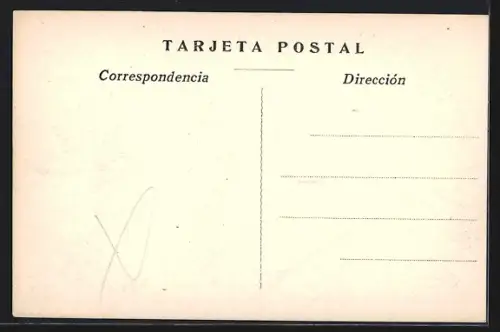 TARJETA POSTAL
Correspondencia
Dirección